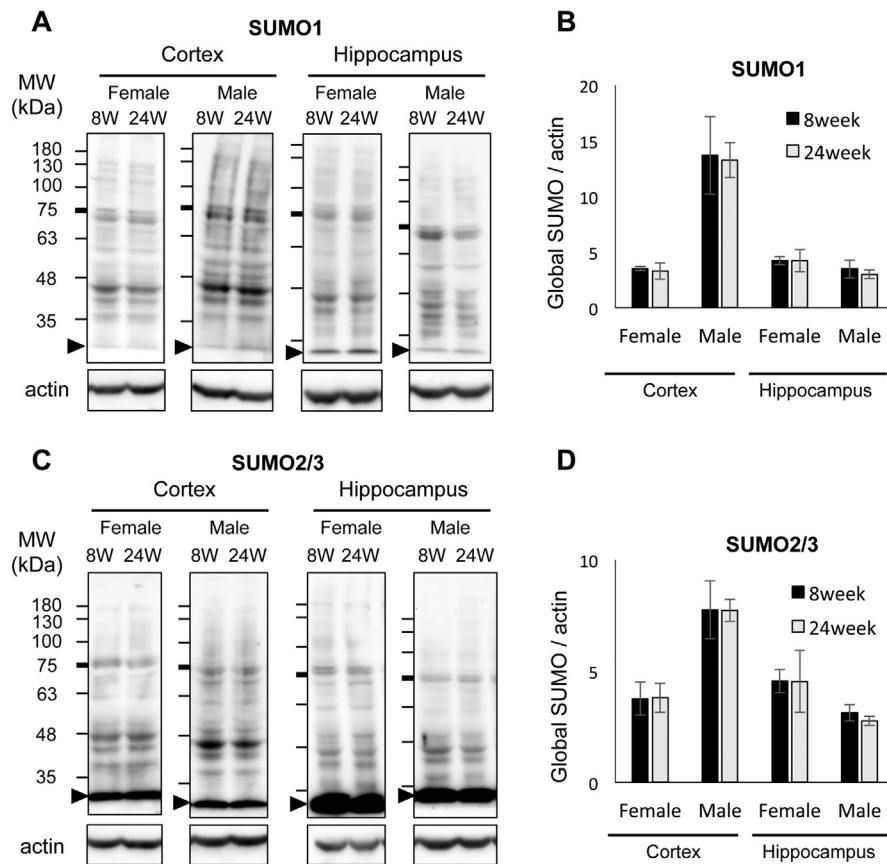 A
SUMO1
Cortex Hippocampus
MW
(kDa)
Female Male Female Male
8W 24W 8W 24W 8W 24W 8W 24W
180
130
100
75
63
48
35
actin
B
SUMO1
Global SUMO / actin
20
15
10
5
0
8week
24week
Female Male Female Male
Cortex Hippocampus
C
SUMO2/3
Cortex Hippocampus
MW
(kDa)
Female Male Female Male
8W 24W 8W 24W 8W 24W 8W 24W
180
130
100
75
63
48
35
actin
D
SUMO2/3
Global SUMO / actin
10
5
0
8week
24week
Female Male Female Male
Cortex Hippocampus